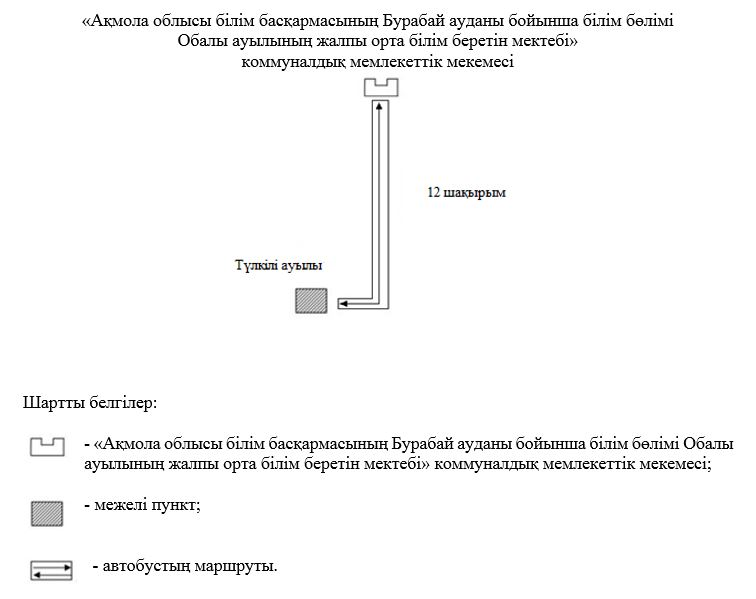 «Ақмола облысы білім басқармасының Бурабай ауданы бойынша білім бөлімі
Обалы ауылының жалпы орта білім беретін мектебі»
коммуналдық мемлекеттік мекемесі
12 шақырым
Түлкілі ауылы
Шартты белгілер:
- «Ақмола облысы білім басқармасының Бурабай ауданы бойынша білім бөлімі Обалы
ауылының жалпы орта білім беретін мектебі» коммуналдық мемлекеттік мекемесі;
- межелі пункт;
- автобустың маршруты.